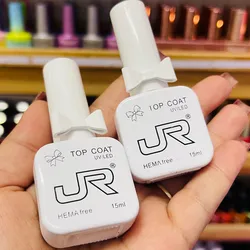 TOP COAT
UV/LED
JR®
HEMA free
15ml
TOP COAT
UV/LED
JR®
HEMA free
15ml